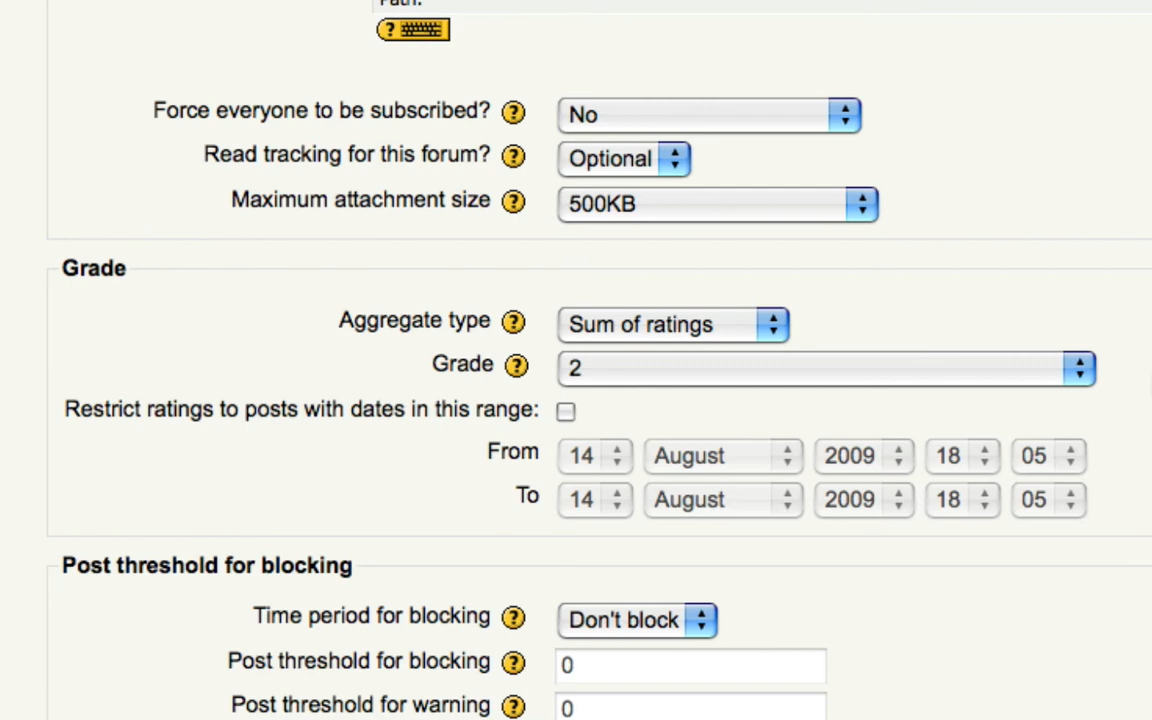 Path:
?
Force everyone to be subscribed? ? No
Read tracking for this forum? ? Optional
Maximum attachment size ? 500KB
Grade
Aggregate type ? Sum of ratings
Grade ? 2
Restrict ratings to posts with dates in this range:
From 14 August 2009 18 05
To 14 August 2009 18 05
Post threshold for blocking
Time period for blocking ? Don't block
Post threshold for blocking ? 0
Post threshold for warning ? 0